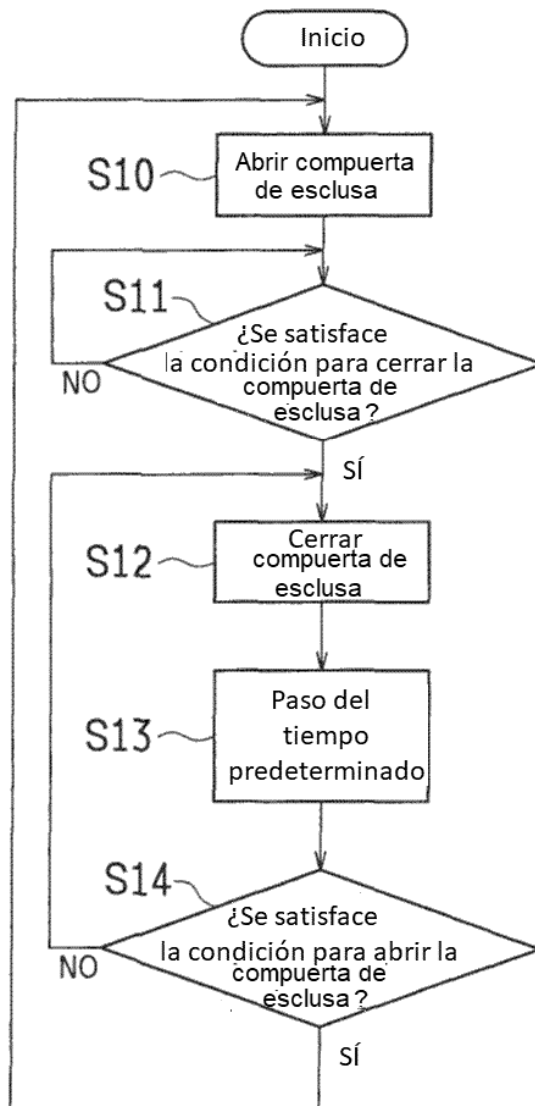 Inicio
S10
Abrir compuerta
de esclusa
S11
¿Se satisface
la condición para cerrar la
compuerta de
esclusa ?
NO
SÍ
S12
Cerrar
compuerta de
esclusa
S13
Paso del
tiempo
predeterminado
S14
¿Se satisface
la condición para abrir la
compuerta de
esclusa ?
NO
SÍ